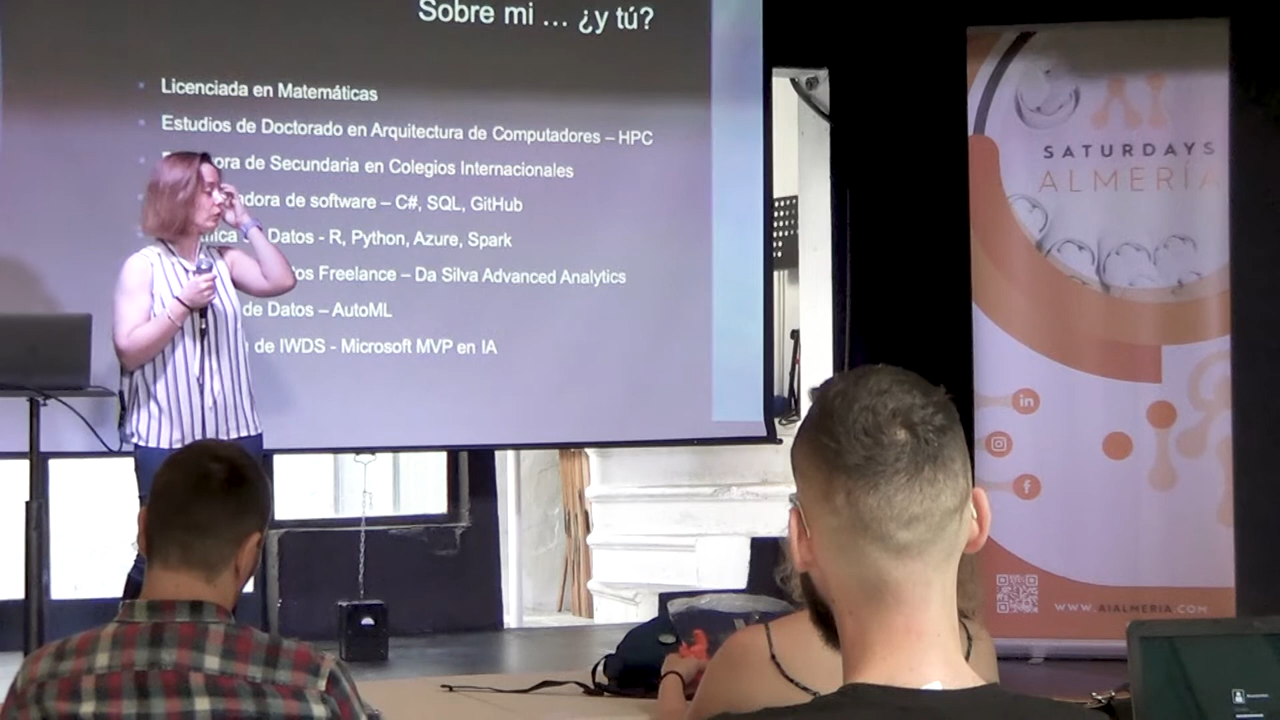 Sobre mi ... ¿y tú?
Licenciada en Matemáticas
Estudios de Doctorado en Arquitectura de Computadores – HPC
de Secundaria en Colegios Internacionales
de software – C#, SQL, GitHub
Datos - R, Python, Azure, Spark
Freelance – Da Silva Advanced Analytics
de Datos – AutoML
de IWDS - Microsoft MVP en IA
AI
SATURDAYS
ALMERÍA
in
f
WWW.AIALMERIA.COM